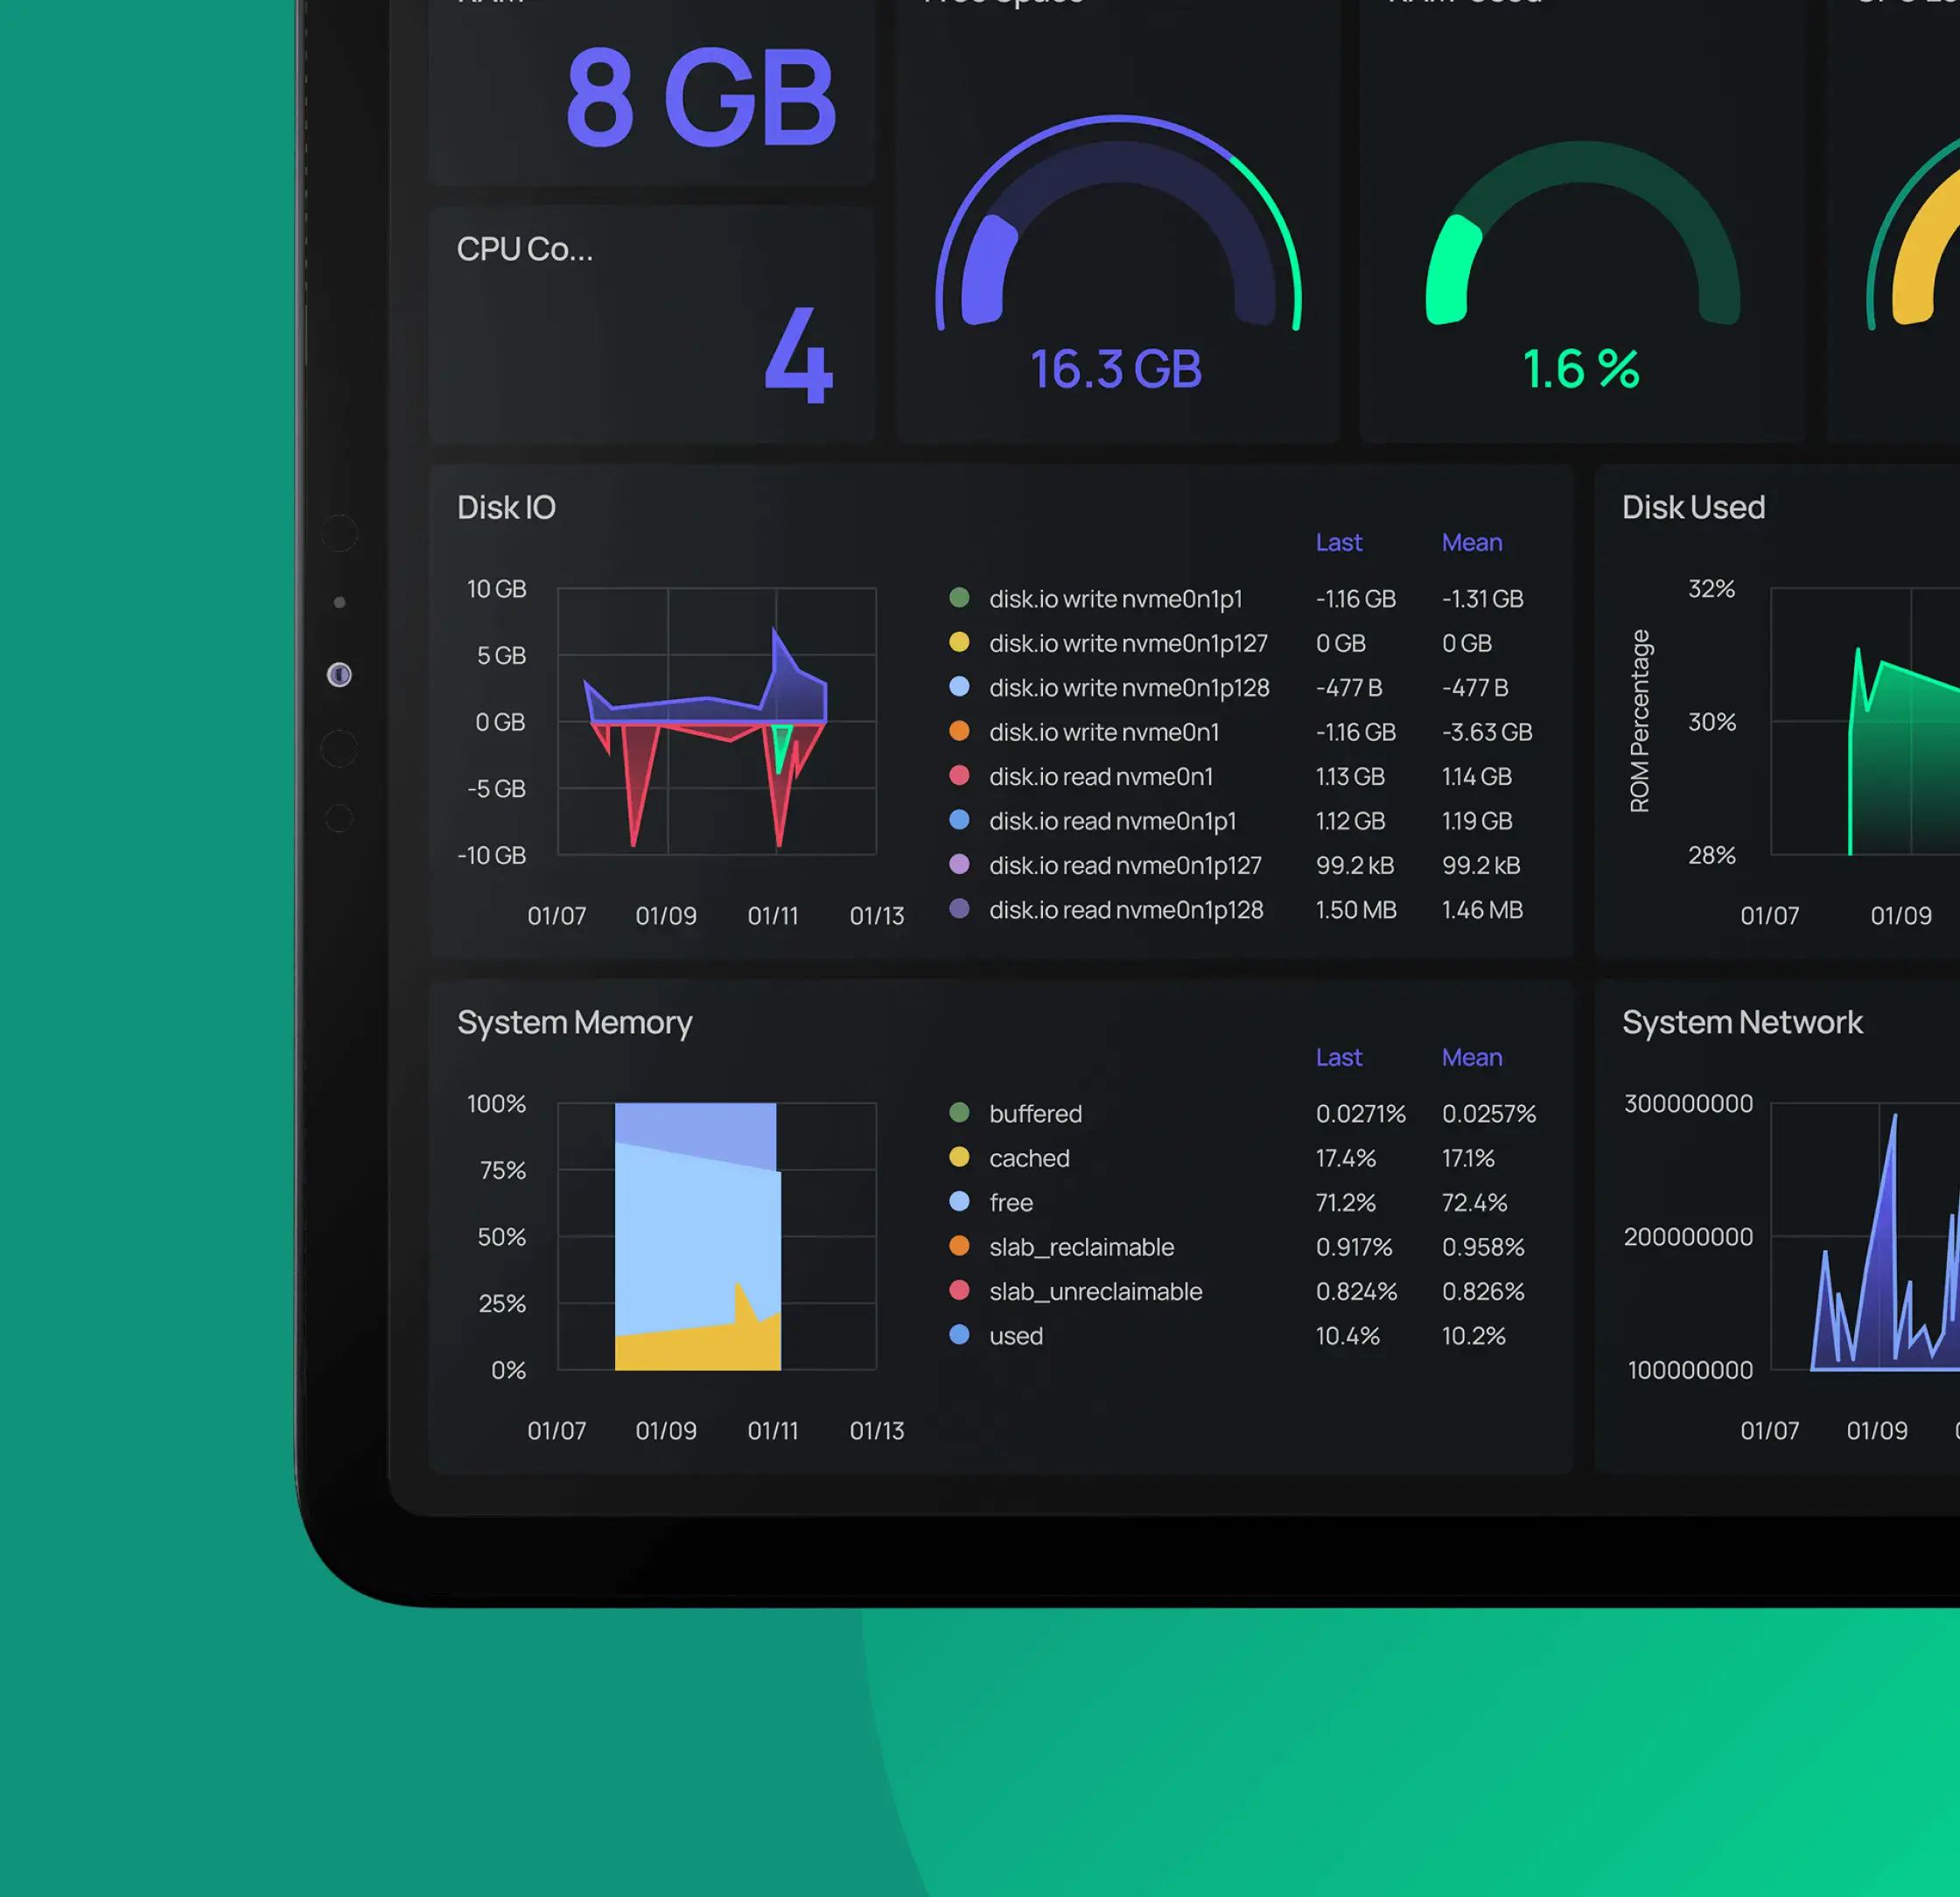 8 GB
CPU Co...
4
16.3 GB
1.6 %
Disk IO
Last Mean
10 GB
5 GB
0 GB
-5 GB
-10 GB
01/07 01/09 01/11 01/13
disk.io write nvme0n1p1 -1.16 GB -1.31 GB
disk.io write nvme0n1p127 0 GB 0 GB
disk.io write nvme0n1p128 -477 B -477 B
disk.io write nvme0n1 -1.16 GB -3.63 GB
disk.io read nvme0n1 1.13 GB 1.14 GB
disk.io read nvme0n1p1 1.12 GB 1.19 GB
disk.io read nvme0n1p127 99.2 kB 99.2 kB
disk.io read nvme0n1p128 1.50 MB 1.46 MB
Disk Used
ROM Percentage
32%
30%
28%
01/07 01/09
System Memory
Last Mean
100%
75%
50%
25%
0%
01/07 01/09 01/11 01/13
buffered 0.0271% 0.0257%
cached 17.4% 17.1%
free 71.2% 72.4%
slab_reclaimable 0.917% 0.958%
slab_unreclaimable 0.824% 0.826%
used 10.4% 10.2%
System Network
300000000
200000000
100000000
01/07 01/09